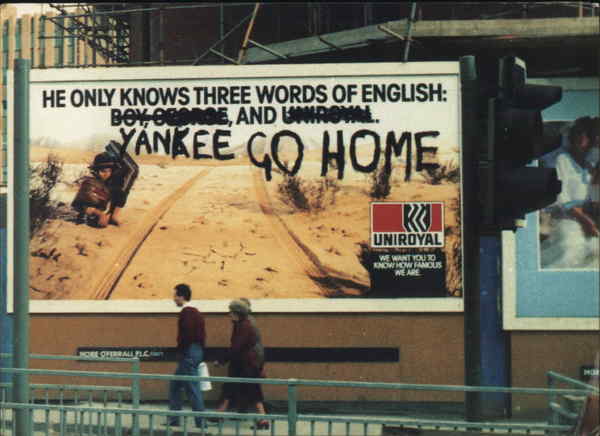 HE ONLY KNOWS THREE WORDS OF ENGLISH:
BOY, GEORGE, AND UNIROYAL.
YANKEE GO HOME
UNIROYAL
WE WANT YOU TO
KNOW HOW FAMOUS
WE ARE.
MORE O'FERRALL P.L.C.
MOR